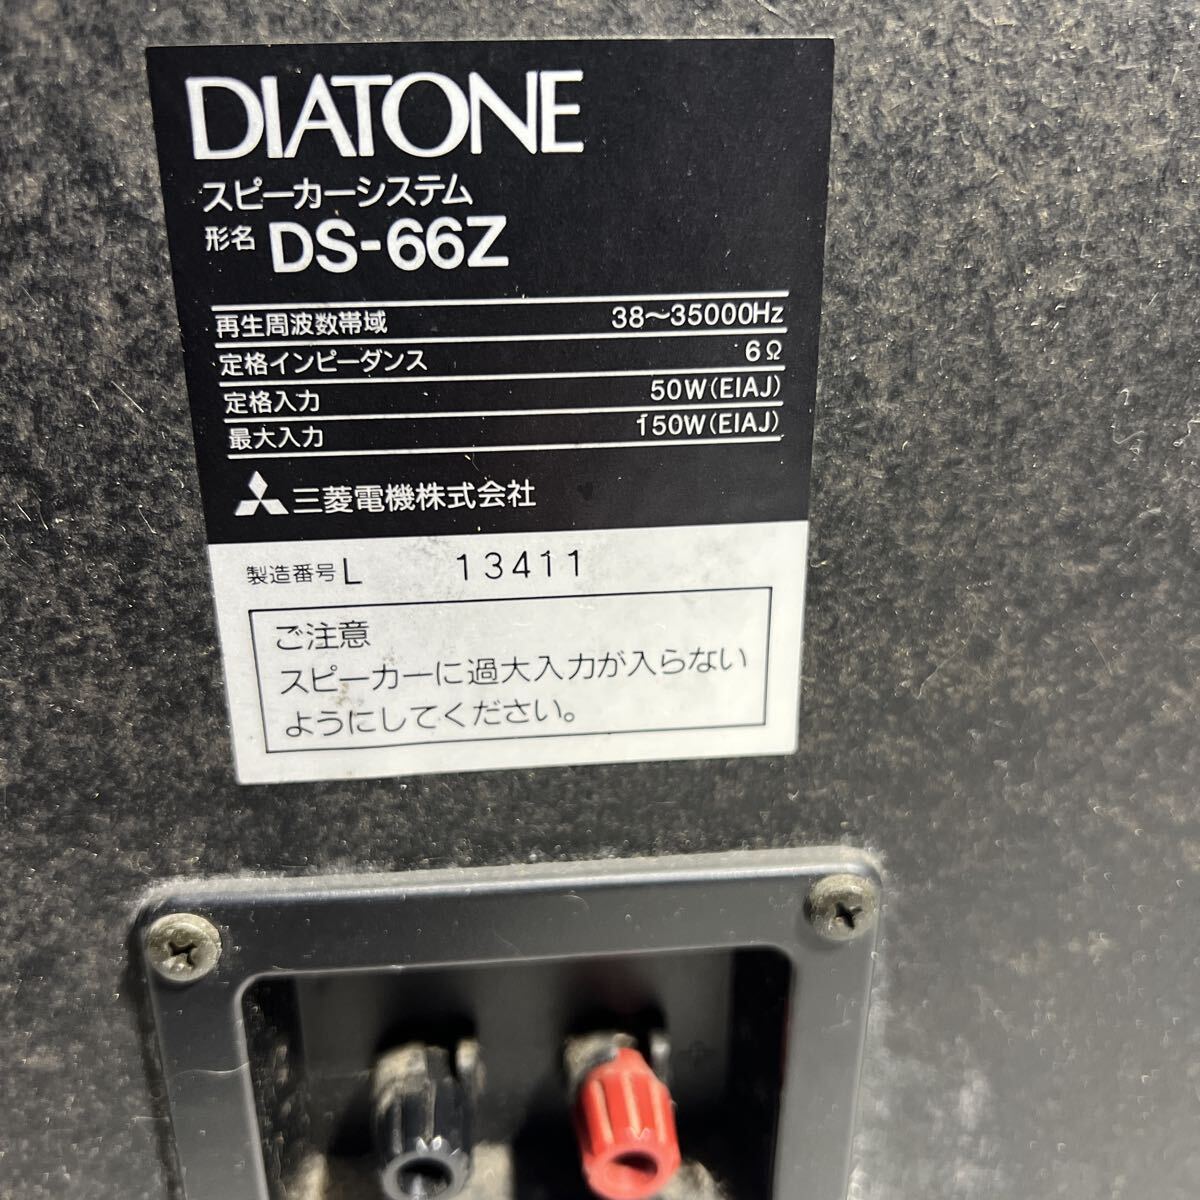 DIATONE
スピーカーシステム
形名 DS-66Z
再生周波数帯域 38〜35000Hz
定格インピーダンス 6Ω
定格入力 50W(EIAJ)
最大入力 150W(EIAJ)
三菱電機株式会社
製造番号 L 13411
ご注意
スピーカーに過大入力が入らない
ようにしてください。